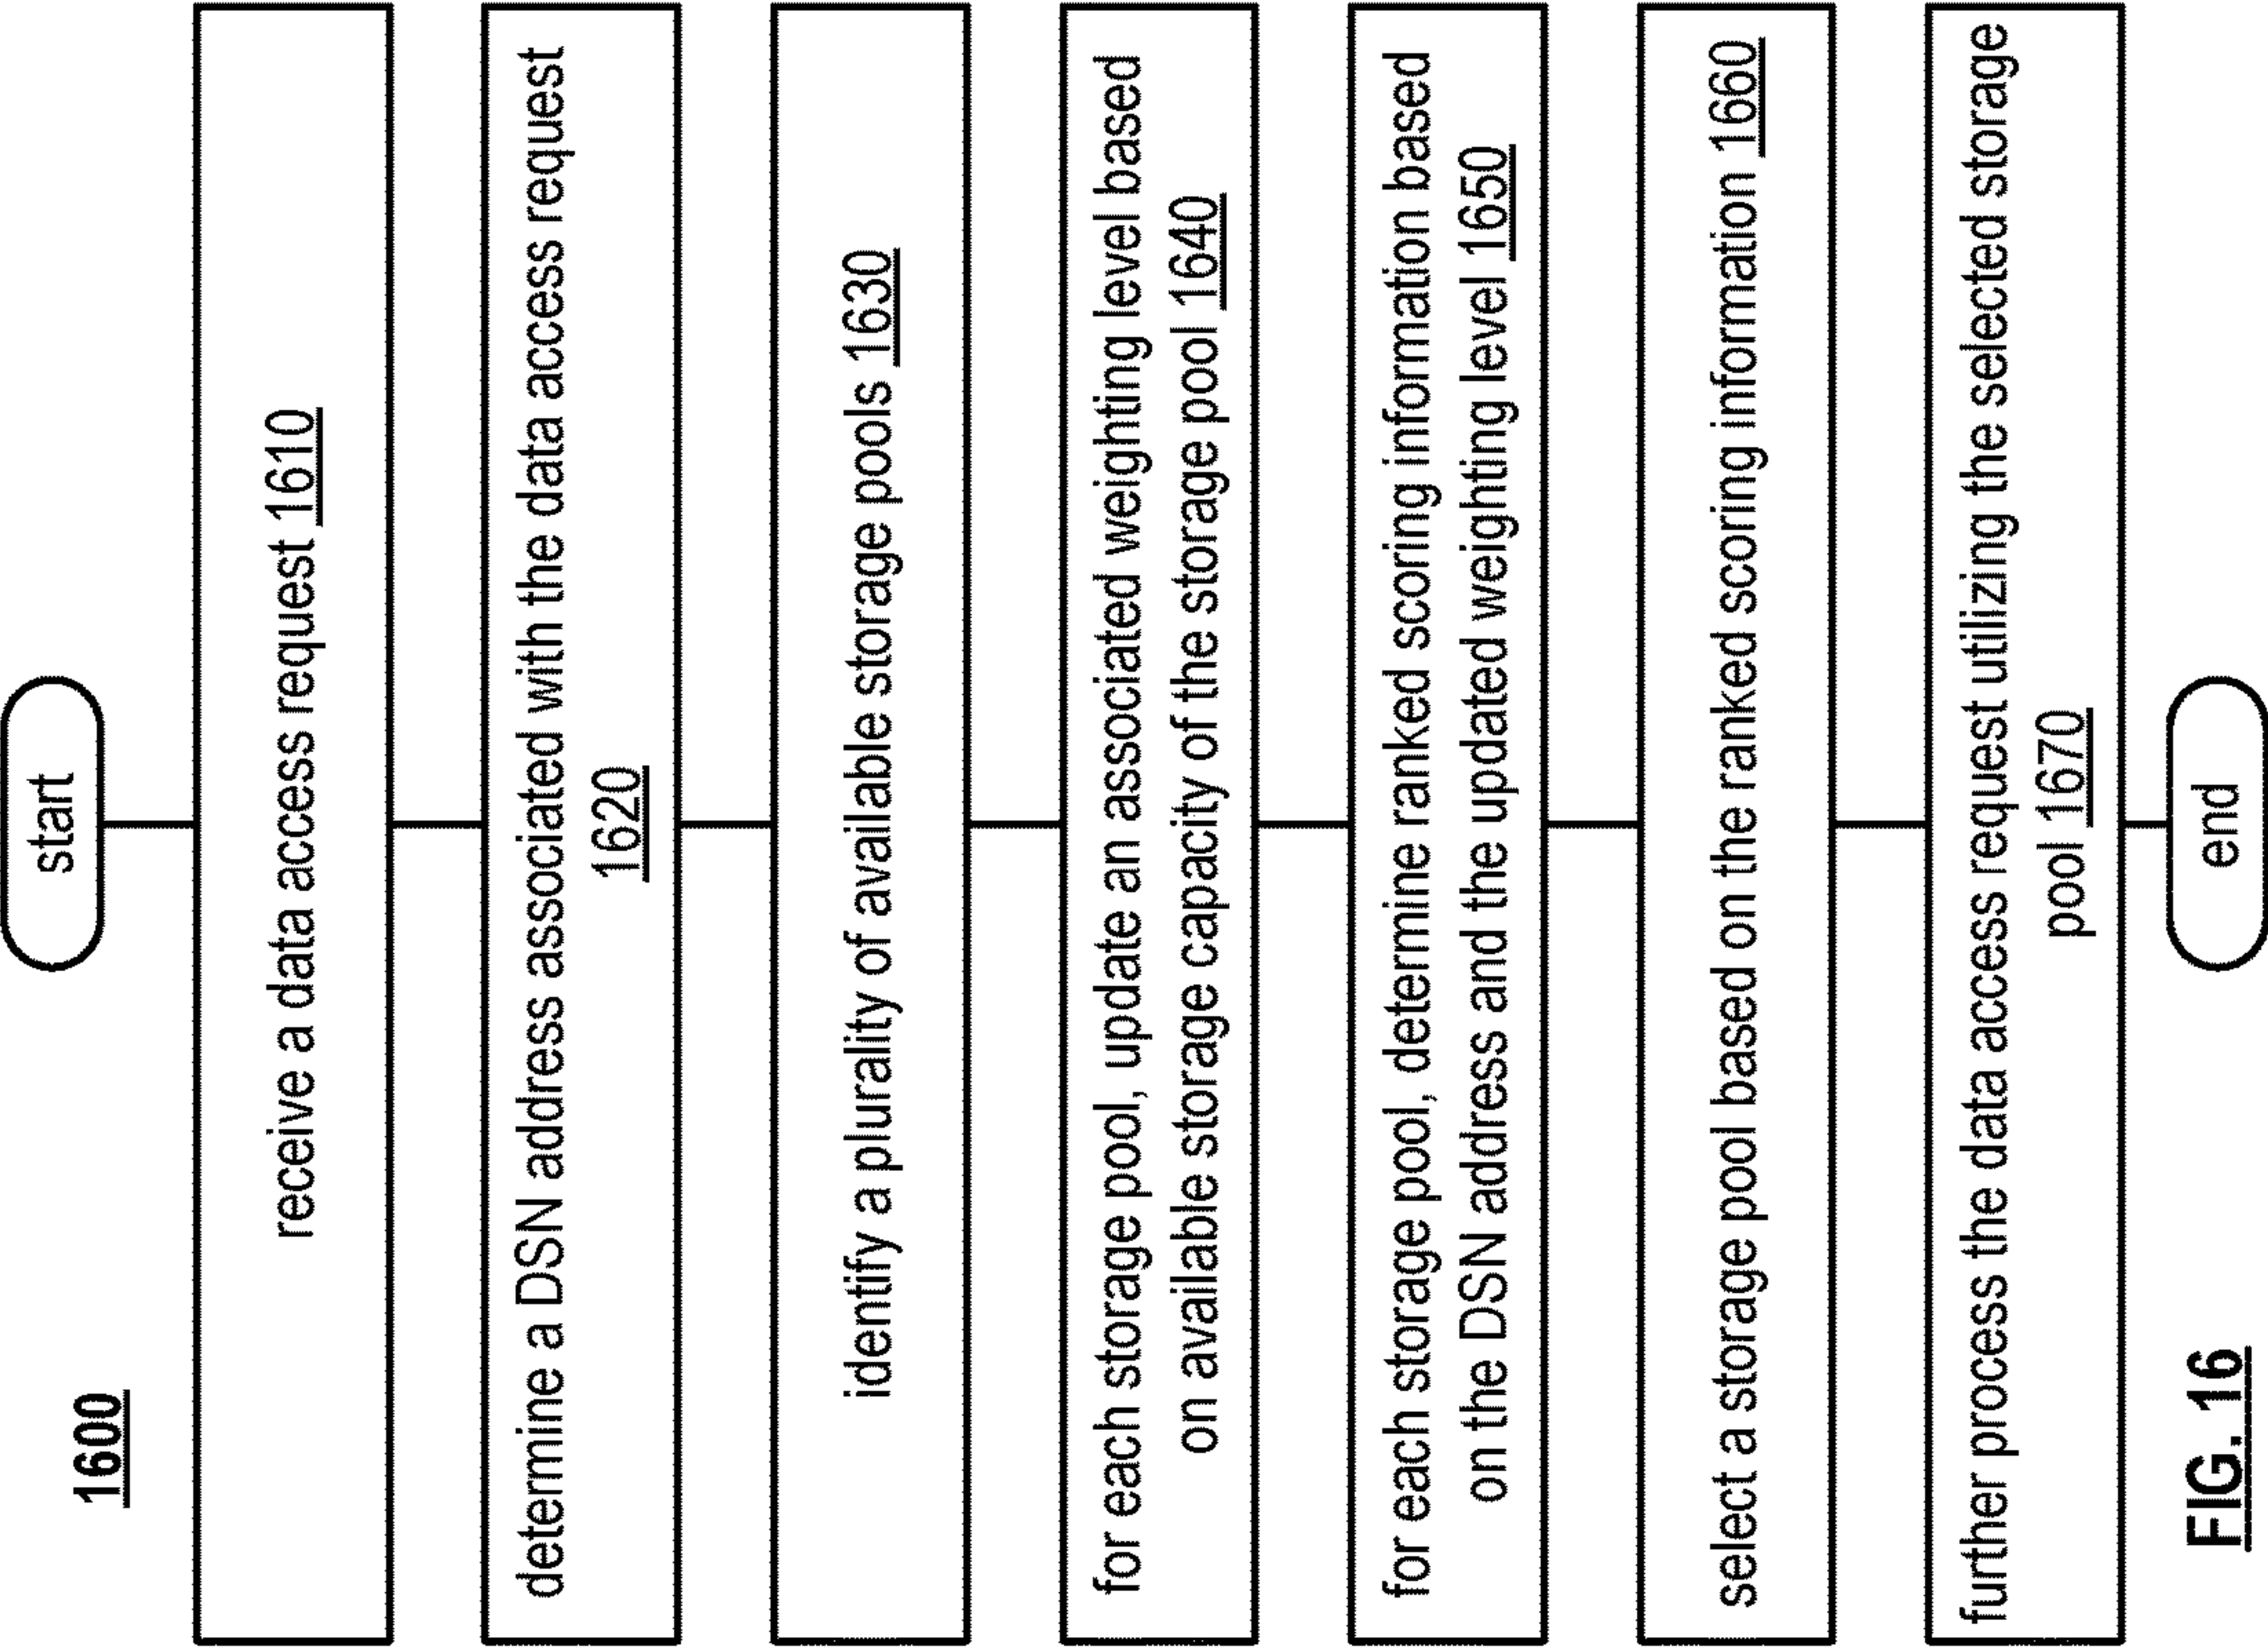 1600
start
receive a data access request 1610
determine a DSN address associated with the data access request
1620
identify a plurality of available storage pools 1630
for each storage pool, update an associated weighting level based
on available storage capacity of the storage pool 1640
for each storage pool, determine ranked scoring information based
on the DSN address and the updated weighting level 1650
select a storage pool based on the ranked scoring information 1660
further process the data access request utilizing the selected storage
pool 1670
end
FIG. 16